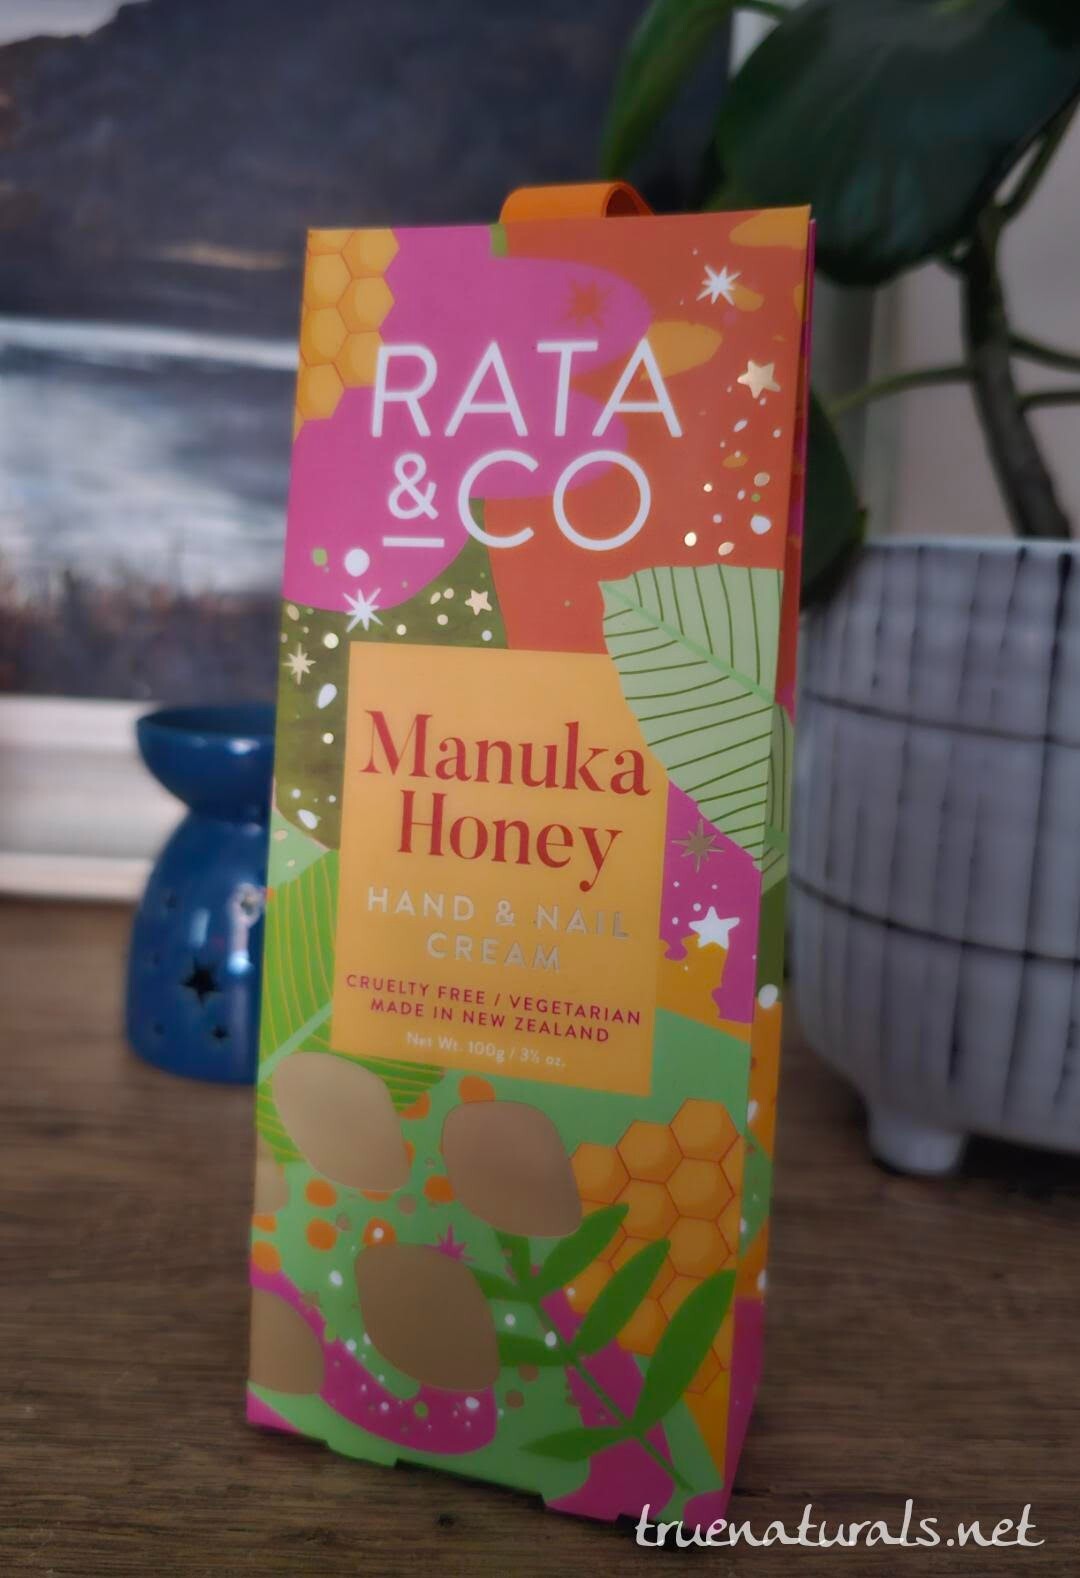 RATA
& CO
Manuka
Honey
HAND & NAIL
CREAM
CRUELTY FREE / VEGETARIAN
MADE IN NEW ZEALAND
Net Wt. 100g / 3½ oz.
truenaturals.net